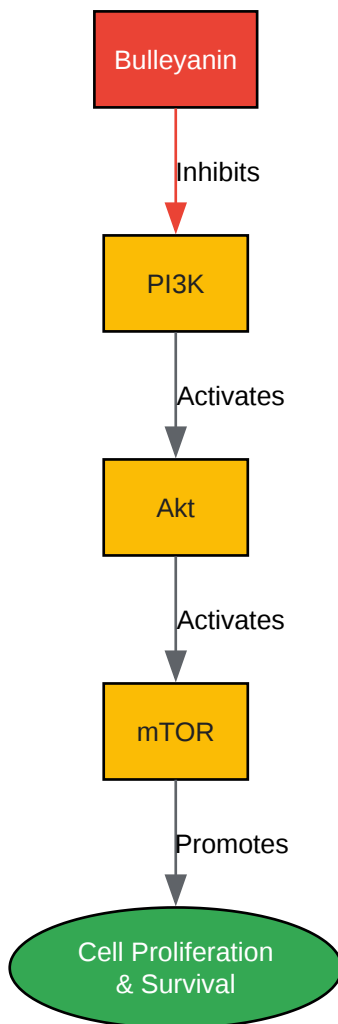 Bulleyanin
Inhibits
PI3K
Activates
Akt
Activates
mTOR
Promotes
Cell Proliferation
& Survival